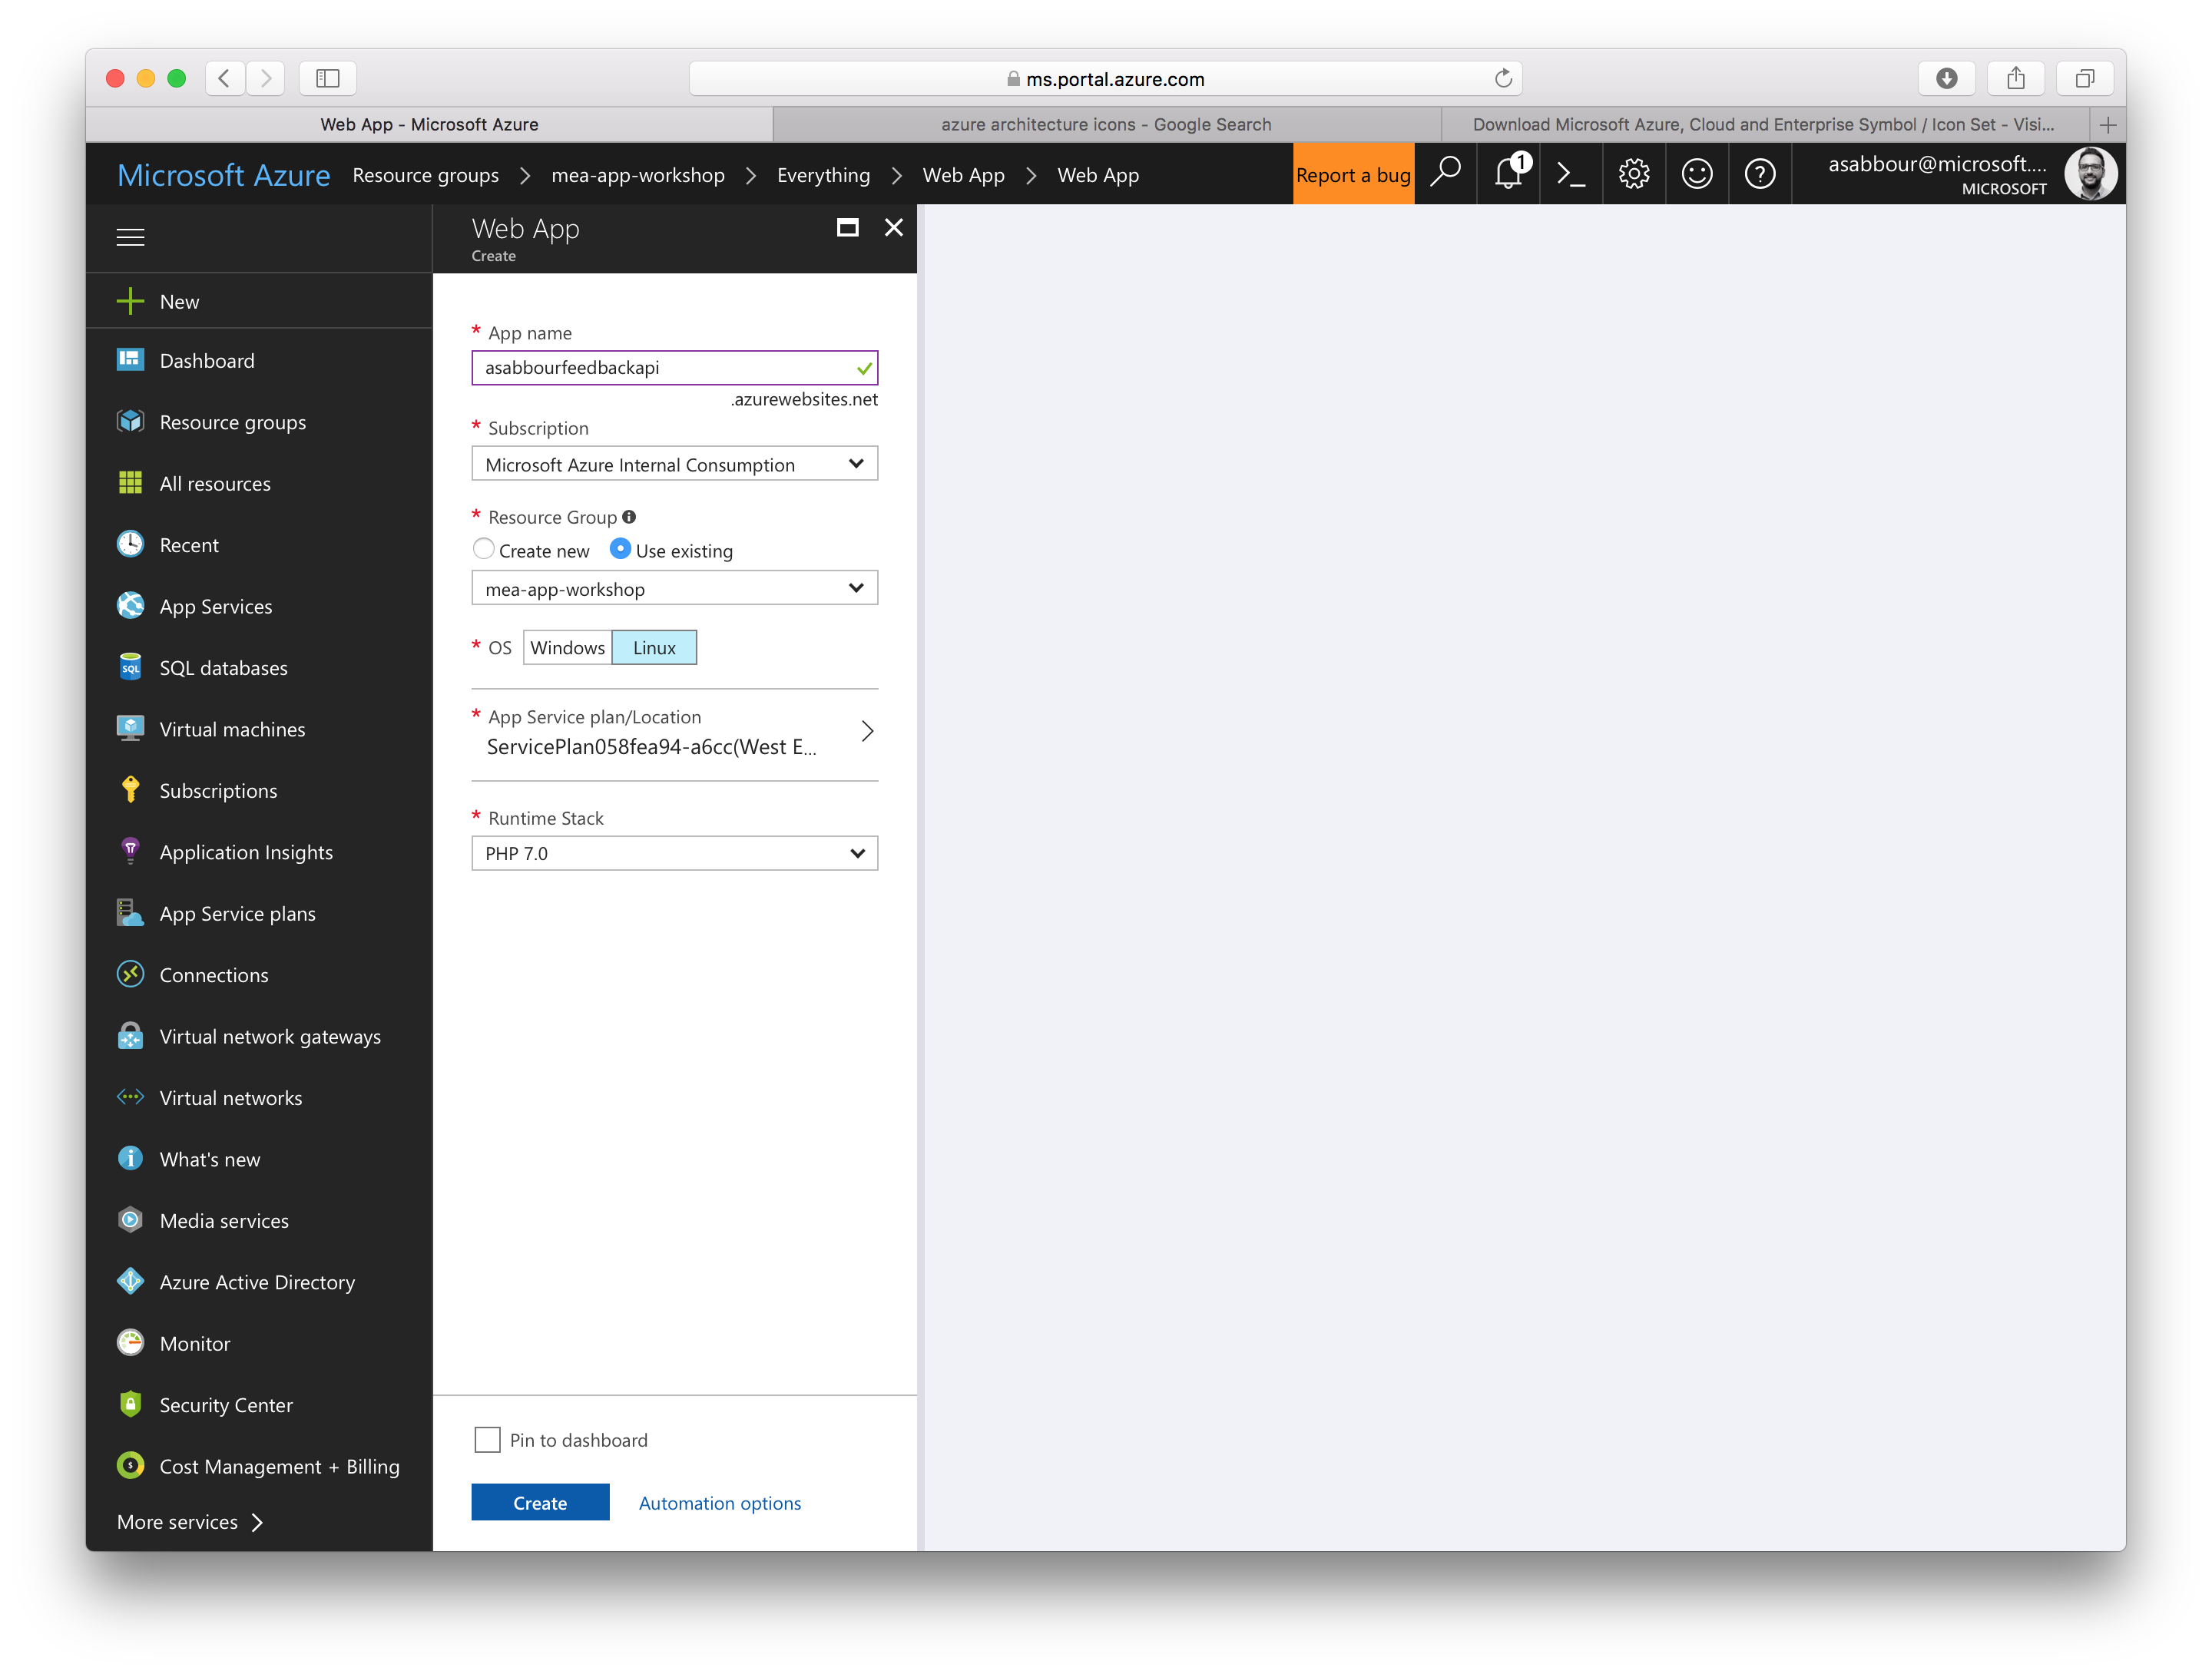 ms.portal.azure.com
Web App - Microsoft Azure
azure architecture icons - Google Search
Download Microsoft Azure, Cloud and Enterprise Symbol / Icon Set - Visi...
Microsoft Azure Resource groups > mea-app-workshop > Everything > Web App > Web App
Report a bug
1
>_
?
asabbour@microsoft....
MICROSOFT
Web App
Create
New
Dashboard
Resource groups
All resources
Recent
App Services
SQL databases
SQL
Virtual machines
Subscriptions
Application Insights
App Service plans
Connections
Virtual network gateways
Virtual networks
What's new
Media services
Azure Active Directory
Monitor
Security Center
Cost Management + Billing
More services >
* App name
asabbourfeedbackapi
.azurewebsites.net
* Subscription
Microsoft Azure Internal Consumption
* Resource Group
Create new Use existing
mea-app-workshop
* OS Windows Linux
* App Service plan/Location
ServicePlan058fea94-a6cc(West E...
* Runtime Stack
PHP 7.0
Pin to dashboard
Create Automation options